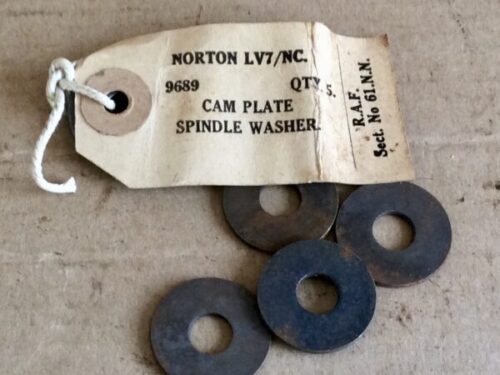 NORTON LV7/NC.
9689 QTY. 5.
CAM PLATE
SPINDLE WASHER.
R.A.F.
Sect. No 61.N.N.